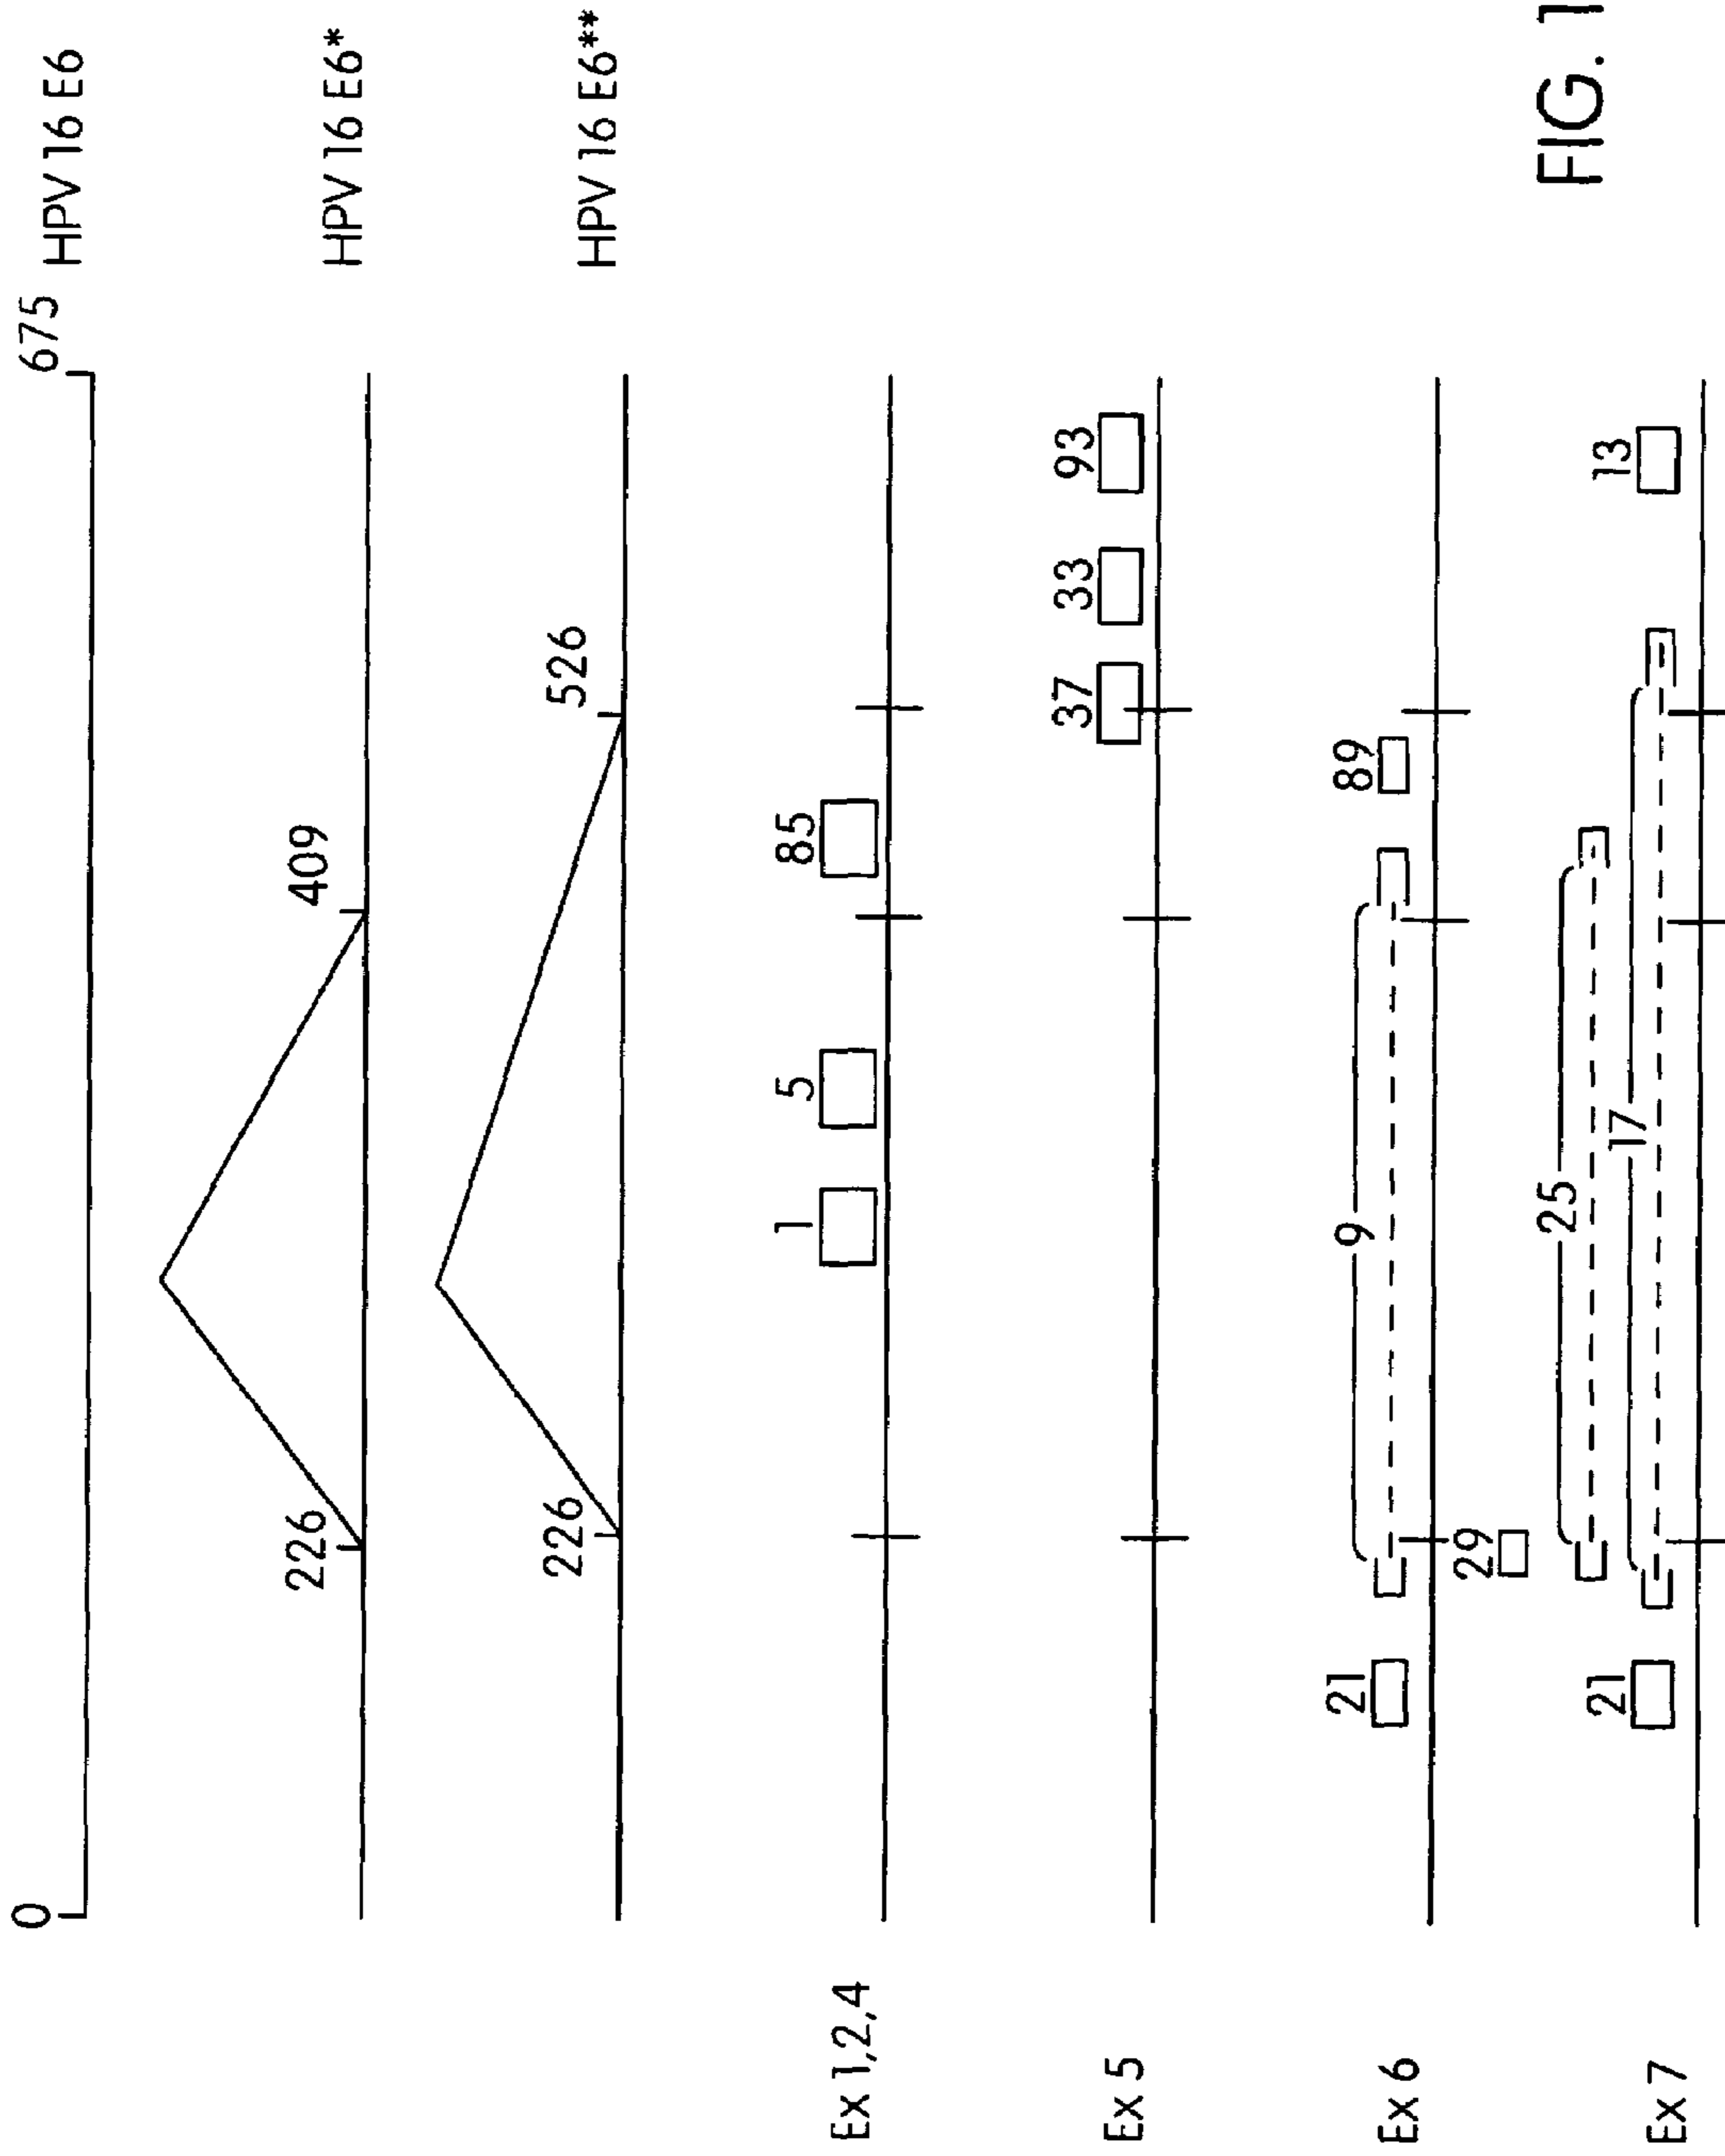 0 675 HPV 16 E6
226 409 HPV 16 E6*
226 526 HPV 16 E6**
Ex 1,2,4 1 5 85
Ex 5 37 33 93
Ex 6 21 9 89
29
25
Ex 7 21 17 13
FIG. 1